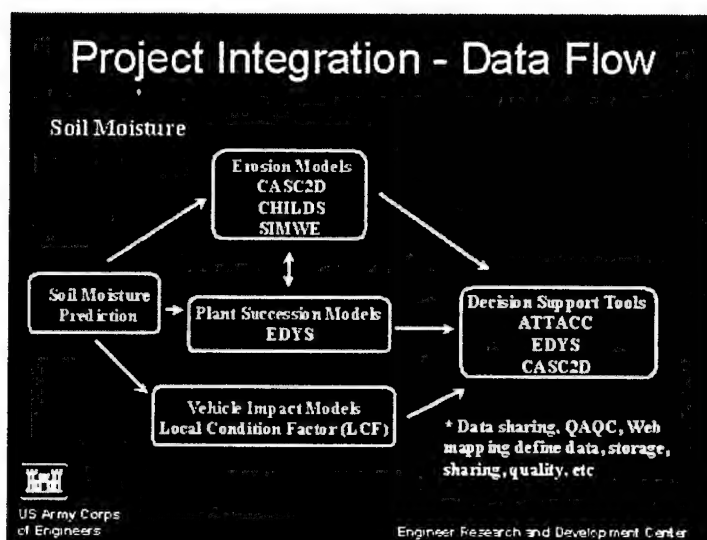 Project Integration - Data Flow
Soil Moisture
Erosion Models
CASC2D
CHILDS
SIMWE
Soil Moisture
Prediction
Plant Succession Models
EDYS
Decision Support Tools
ATTACC
EDYS
CASC2D
Vehicle Impact Models
Local Condition Factor (LCF)
* Data sharing, QAQC, Web
mapping define data, storage,
sharing, quality, etc
US Army Corps
of Engineers
Engineer Research and Development Center